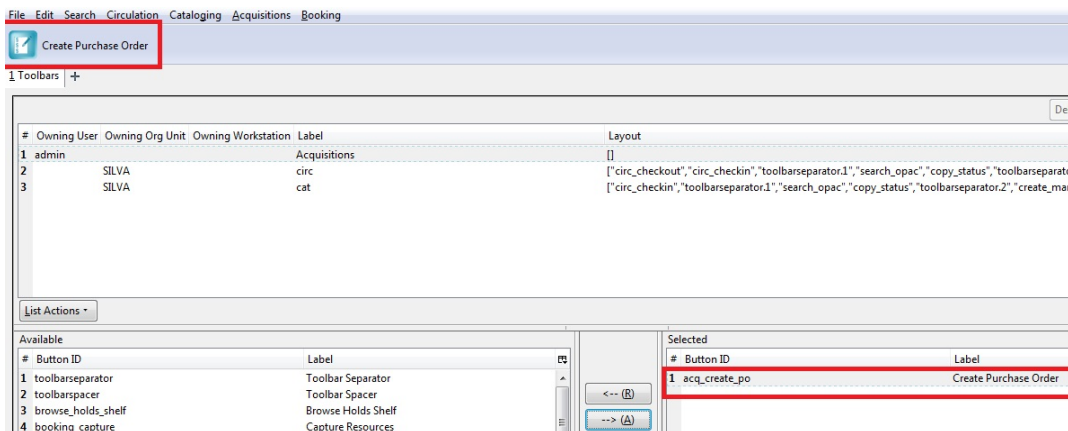 File Edit Search Circulation Cataloging Acquisitions Booking
Create Purchase Order
1 Toolbars +
De
# Owning User Owning Org Unit Owning Workstation Label Layout
1 admin Acquisitions []
2 SILVA circ ["circ_checkout","circ_checkin","toolbarseparator.1","search_opac","copy_status","toolbarseparato
3 SILVA cat ["circ_checkin","toolbarseparator.1","search_opac","copy_status","toolbarseparator.2","create_mar
List Actions
Available Selected
# Button ID Label # Button ID Label
1 toolbarseparator Toolbar Separator 1 acq_create_po Create Purchase Order
2 toolbarspacer Toolbar Spacer <-- (R)
3 browse_holds_shelf Browse Holds Shelf
4 booking_capture Capture Resources --> (A)